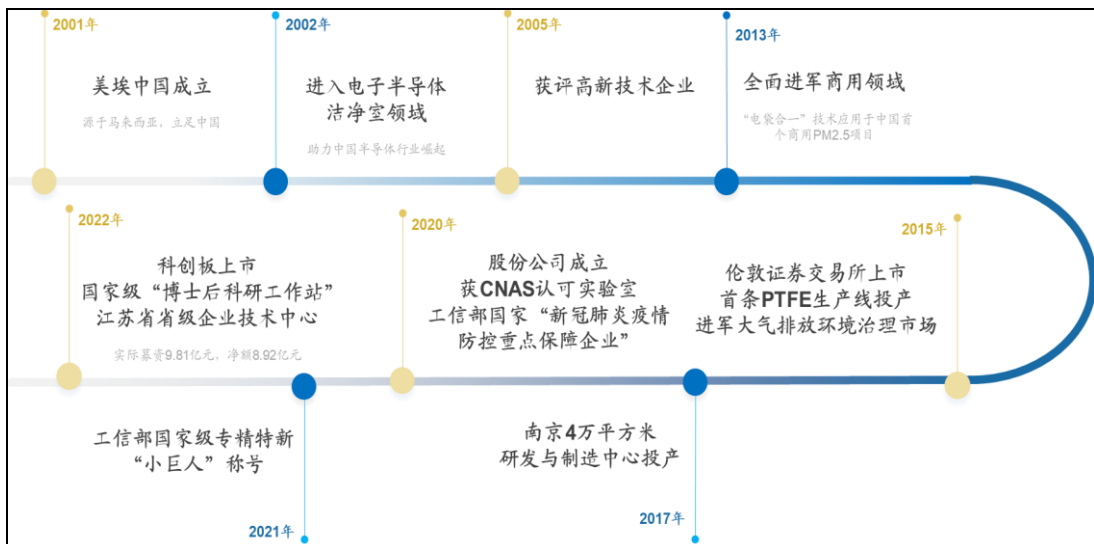 2001年
美埃中国成立
源于马来西亚，立足中国
2002年
进入电子半导体
洁净室领域
助力中国半导体行业崛起
2005年
获评高新技术企业
2013年
全面进军商用领域
“电袋合一”技术应用于中国首
个商用PM2.5项目
2015年
伦敦证券交易所上市
首条PTFE生产线投产
进军大气排放环境治理市场
南京4万平方米
研发与制造中心投产
2017年
2020年
股份公司成立
获CNAS认可实验室
工信部国家“新冠肺炎疫情
防控重点保障企业”
工信部国家级专精特新
“小巨人”称号
2021年
2022年
科创板上市
国家级“博士后科研工作站”
江苏省省级企业技术中心
实际募资9.81亿元，净额8.92亿元